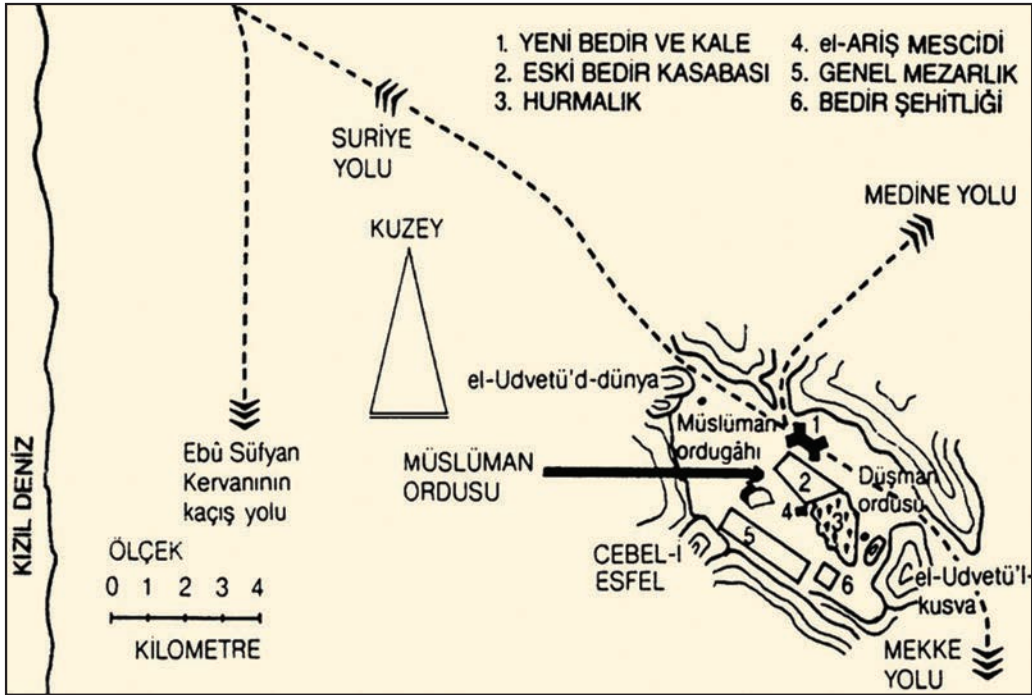 1. YENİ BEDİR VE KALE
2. ESKİ BEDİR KASABASI
3. HURMALIK
4. el-ARİŞ MESCİDİ
5. GENEL MEZARLIK
6. BEDİR ŞEHİTLİĞİ
SURİYE
YOLU
MEDİNE YOLU
KUZEY
el-Udvetü'd-dünya
Müslüman
ordugâhı
1
MÜSLÜMAN
ORDUSU
2
Düşman
ordusu
4
3
5
6
Ebû Süfyan
Kervanının
kaçış yolu
CEBEL-İ
ESFEL
el-Udvetü'l-
kusva
MEKKE
YOLU
KIZIL DENİZ
ÖLÇEK
0 1 2 3 4
KİLOMETRE